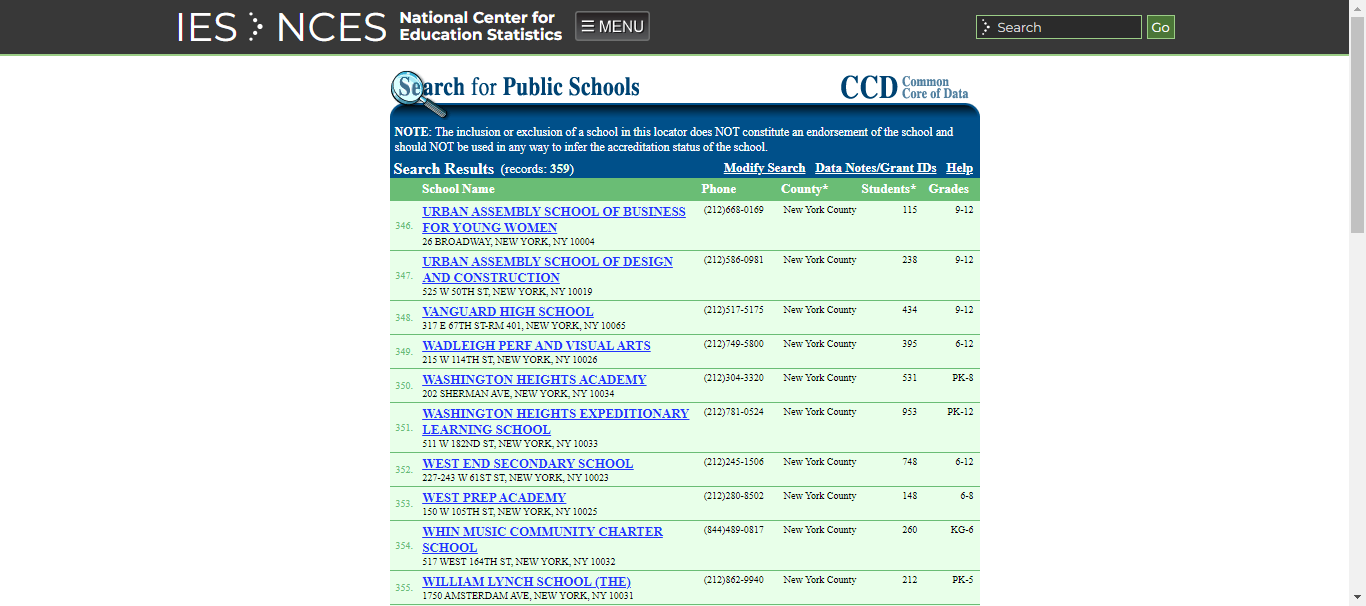 IES NCES National Center for Education Statistics ☰ MENU Search Go
Search for Public Schools CCD Common Core of Data
NOTE: The inclusion or exclusion of a school in this locator does NOT constitute an endorsement of the school and
should NOT be used in any way to infer the accreditation status of the school.
Search Results (records: 359) Modify Search Data Notes/Grant IDs Help
School Name Phone County* Students* Grades
346. URBAN ASSEMBLY SCHOOL OF BUSINESS (212)668-0169 New York County 115 9-12
FOR YOUNG WOMEN
26 BROADWAY, NEW YORK, NY 10004
347. URBAN ASSEMBLY SCHOOL OF DESIGN (212)586-0981 New York County 238 9-12
AND CONSTRUCTION
525 W 50TH ST, NEW YORK, NY 10019
348. VANGUARD HIGH SCHOOL (212)517-5175 New York County 434 9-12
317 E 67TH ST-RM 401, NEW YORK, NY 10065
349. WADLEIGH PERF AND VISUAL ARTS (212)749-5800 New York County 395 6-12
215 W 114TH ST, NEW YORK, NY 10026
350. WASHINGTON HEIGHTS ACADEMY (212)304-3320 New York County 531 PK-8
202 SHERMAN AVE, NEW YORK, NY 10034
351. WASHINGTON HEIGHTS EXPEDITIONARY (212)781-0524 New York County 953 PK-12
LEARNING SCHOOL
511 W 182ND ST, NEW YORK, NY 10033
352. WEST END SECONDARY SCHOOL (212)245-1506 New York County 748 6-12
227-243 W 61ST ST, NEW YORK, NY 10023
353. WEST PREP ACADEMY (212)280-8502 New York County 148 6-8
150 W 105TH ST, NEW YORK, NY 10025
354. WHIN MUSIC COMMUNITY CHARTER (844)489-0817 New York County 260 KG-6
SCHOOL
517 WEST 164TH ST, NEW YORK, NY 10032
355. WILLIAM LYNCH SCHOOL (THE) (212)862-9940 New York County 212 PK-5
1750 AMSTERDAM AVE, NEW YORK, NY 10031